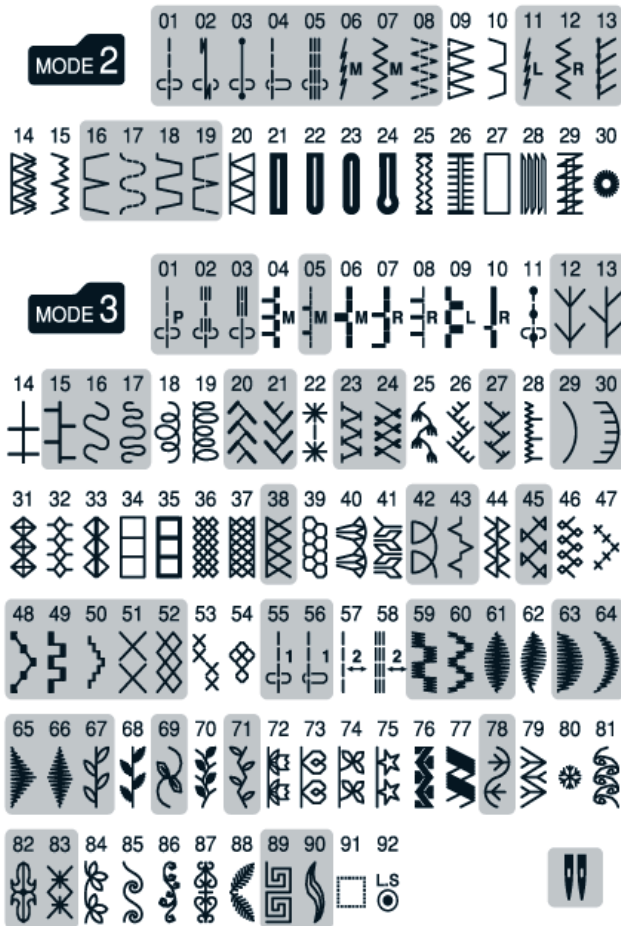 MODE 2
01 02 03 04 05 06 07 08 09 10 11 12 13
M M L R
14 15 16 17 18 19 20 21 22 23 24 25 26 27 28 29 30
MODE 3
01 02 03 04 05 06 07 08 09 10 11 12 13
P M M M R R L R
14 15 16 17 18 19 20 21 22 23 24 25 26 27 28 29 30
31 32 33 34 35 36 37 38 39 40 41 42 43 44 45 46 47
48 49 50 51 52 53 54 55 56 57 58 59 60 61 62 63 64
1 1 2 2
65 66 67 68 69 70 71 72 73 74 75 76 77 78 79 80 81
82 83 84 85 86 87 88 89 90 91 92
L.S